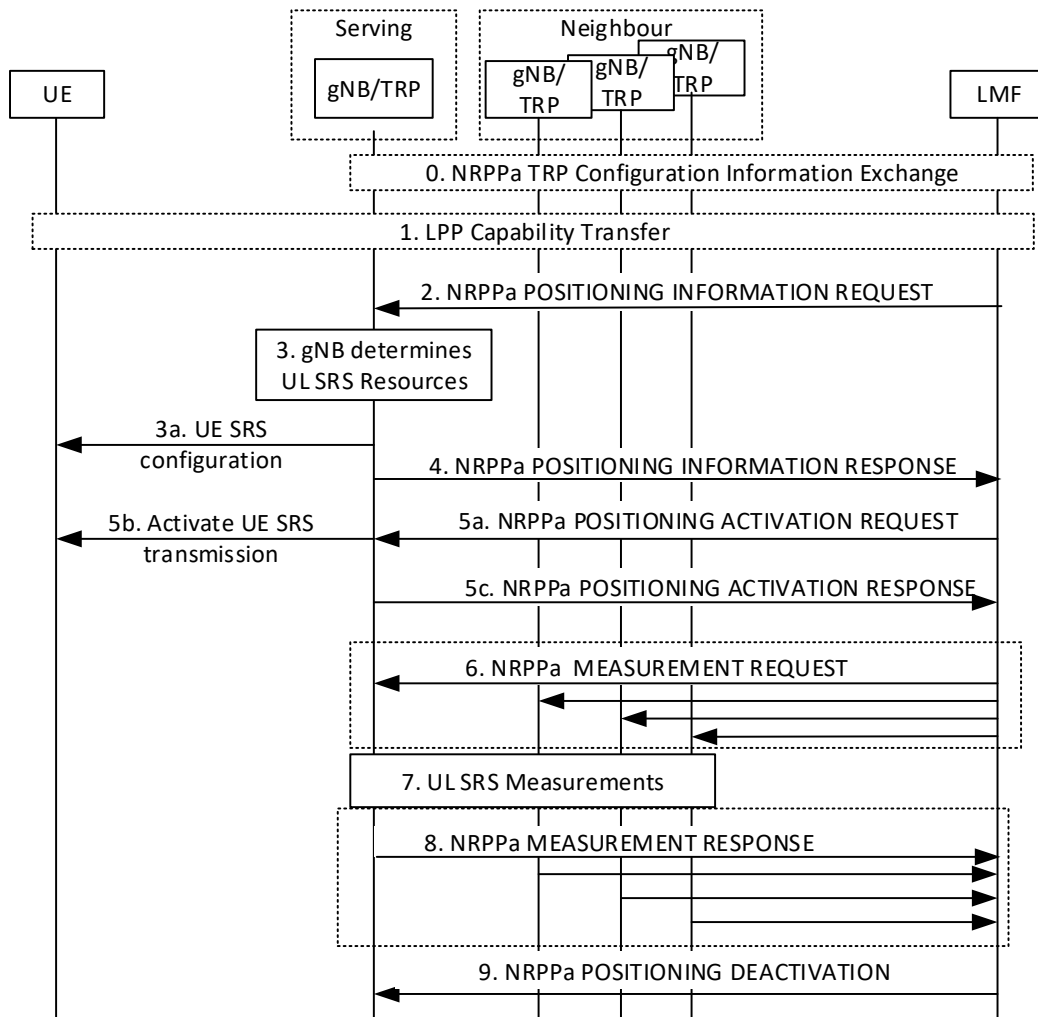 Serving
Neighbour
UE
gNB/TRP
gNB/
TRP
gNB/
TRP
gNB/
TRP
LMF
0. NRPPa TRP Configuration Information Exchange
1. LPP Capability Transfer
2. NRPPa POSITIONING INFORMATION REQUEST
3. gNB determines
UL SRS Resources
3a. UE SRS
configuration
4. NRPPa POSITIONING INFORMATION RESPONSE
5b. Activate UE SRS
transmission
5a. NRPPa POSITIONING ACTIVATION REQUEST
5c. NRPPa POSITIONING ACTIVATION RESPONSE
6. NRPPa  MEASUREMENT REQUEST
7. UL SRS Measurements
8. NRPPa MEASUREMENT RESPONSE
9. NRPPa POSITIONING DEACTIVATION